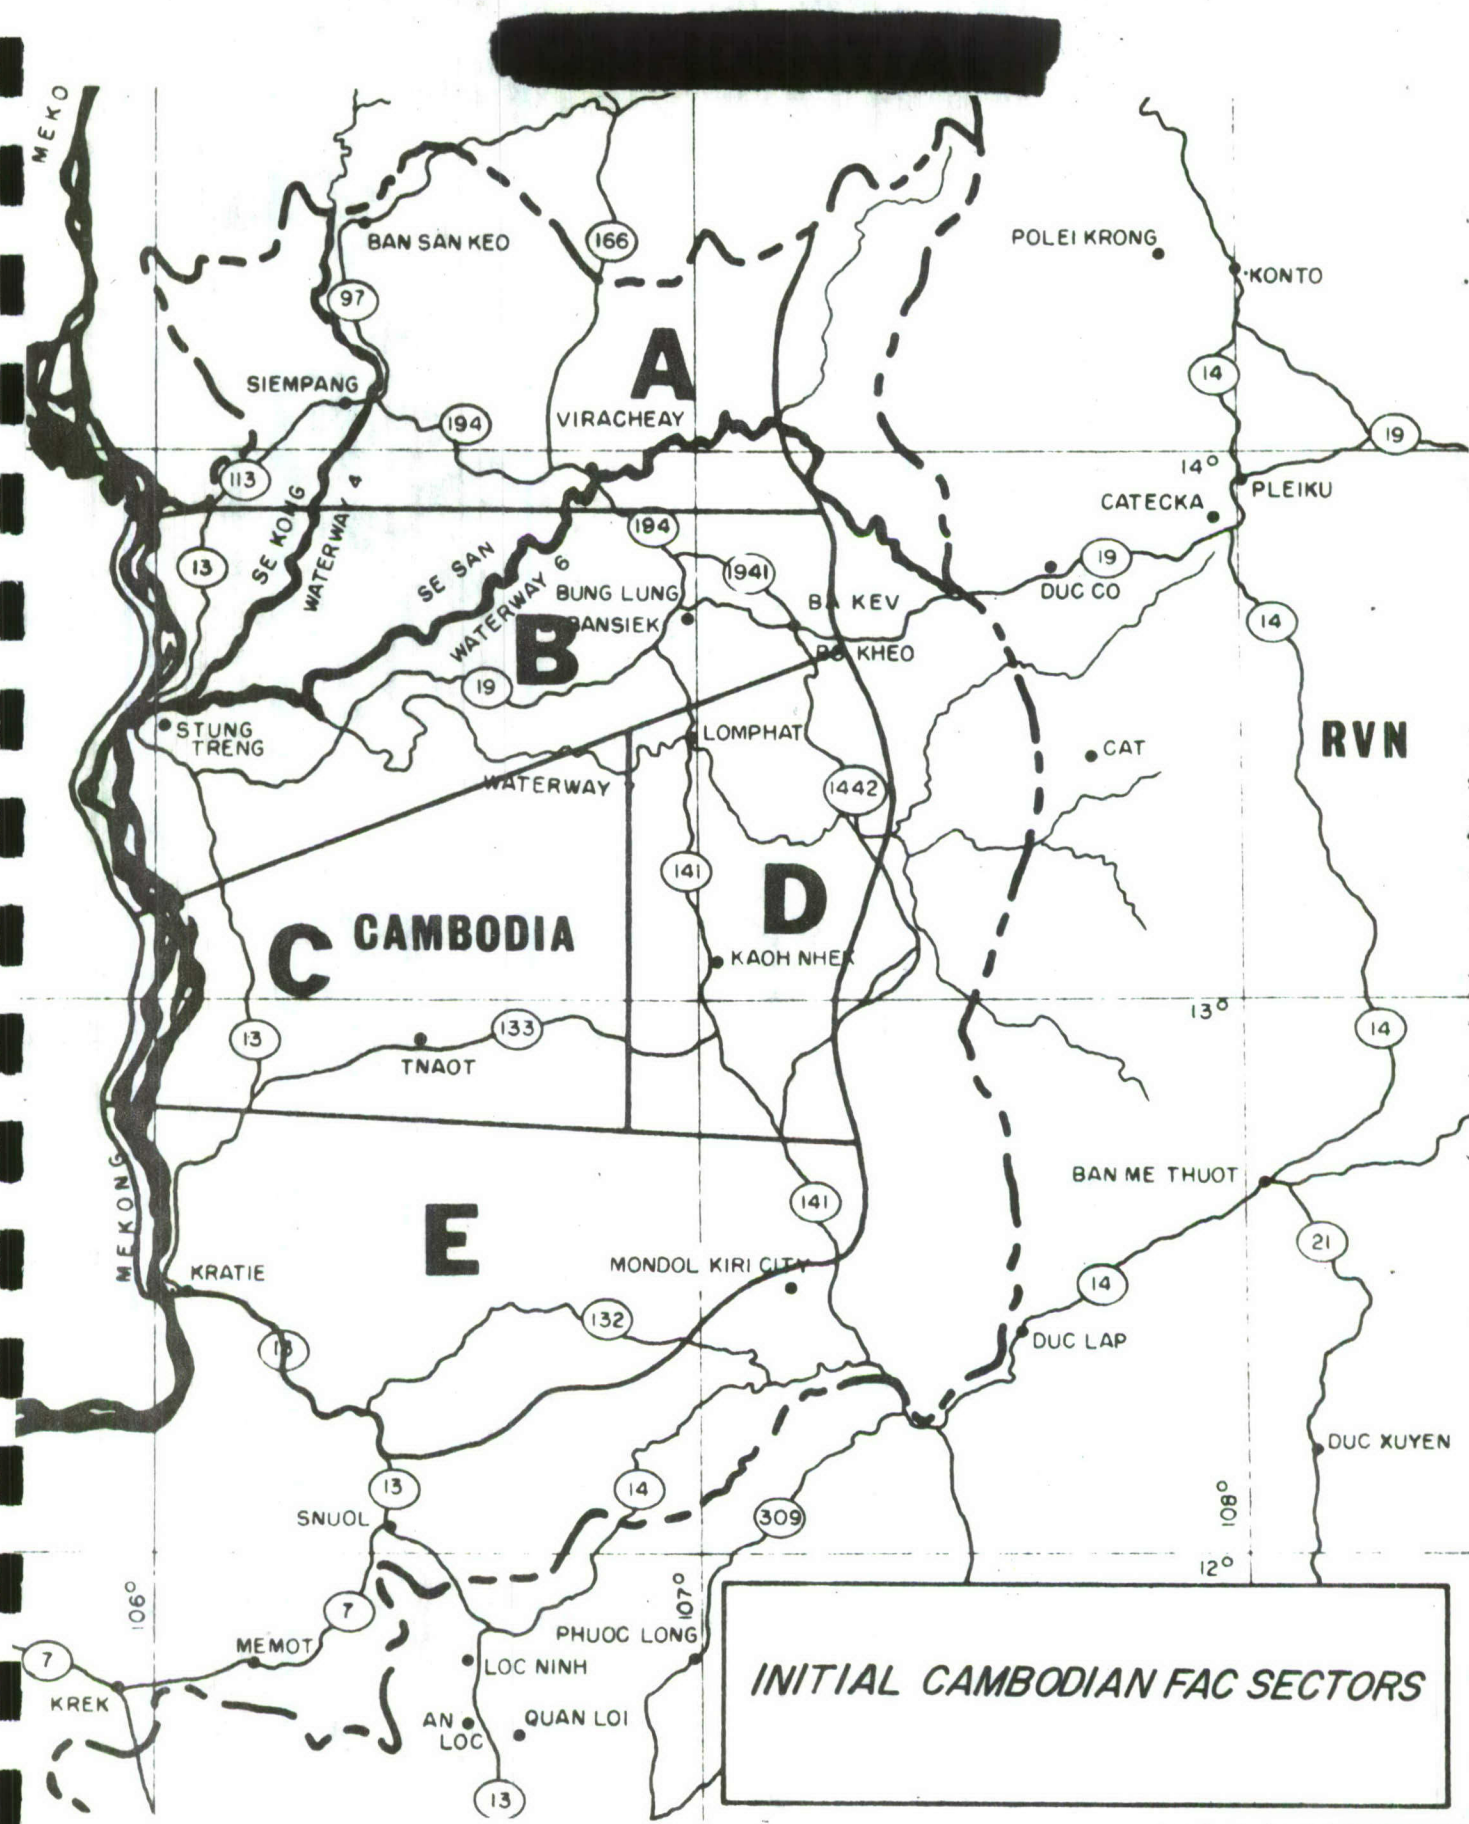 MEKO
BAN SAN KEO
166
POLEI KRONG
KONTO
97
A
14
SIEMPANG
194
VIRACHEAY
19
113
14°
PLEIKU
CATECKA
SE KONG
WATERWAY 4
194
13
SE SAN
WATERWAY 6
1941
19
BUNG LUNG
BA KEV
DUC CO
BANSIEK
B
14
BO KHEO
19
STUNG
TRENG
LOMPHAT
RVN
CAT
WATERWAY
1442
141
D
C
CAMBODIA
KAOH NHEK
13°
13
133
14
TNAOT
MEKONG
BAN ME THUOT
141
E
21
MONDOL KIRI CITY
KRATIE
14
132
13
DUC LAP
DUC XUYEN
13
14
108°
SNUOL
309
12°
106°
107°
7
PHUOC LONG
MEMOT
7
LOC NINH
INITIAL CAMBODIAN FAC SECTORS
KREK
AN
LOC
QUAN LOI
13